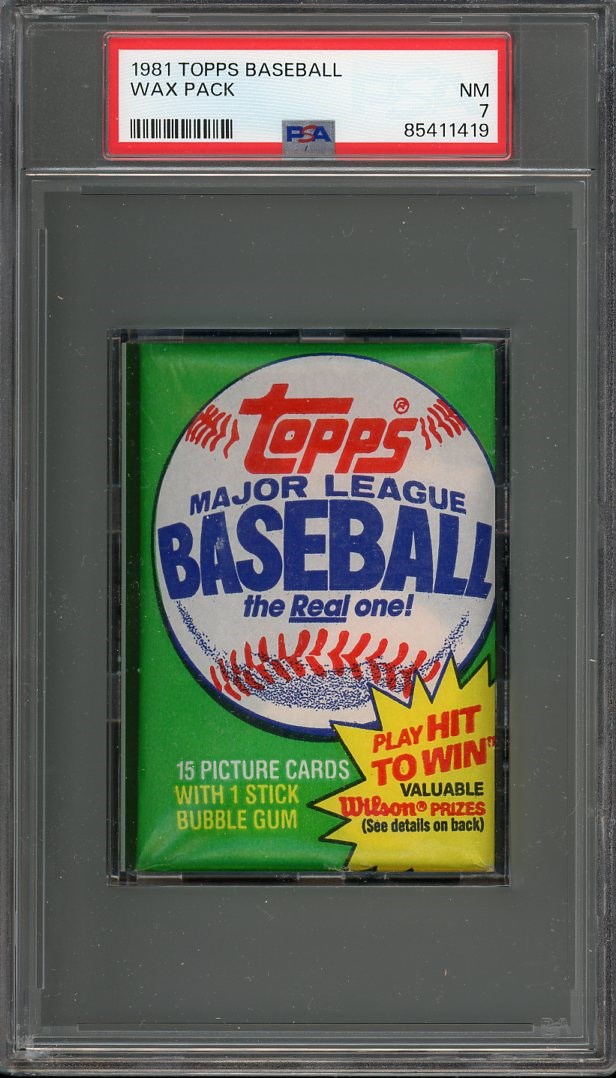 1981 TOPPS BASEBALL
WAX PACK
NM
7
85411419
PSA
topps®
MAJOR LEAGUE
BASEBALL
the Real one!
15 PICTURE CARDS
WITH 1 STICK
BUBBLE GUM
PLAY HIT
TO WIN
VALUABLE
Wilson® PRIZES
(See details on back)
PSA